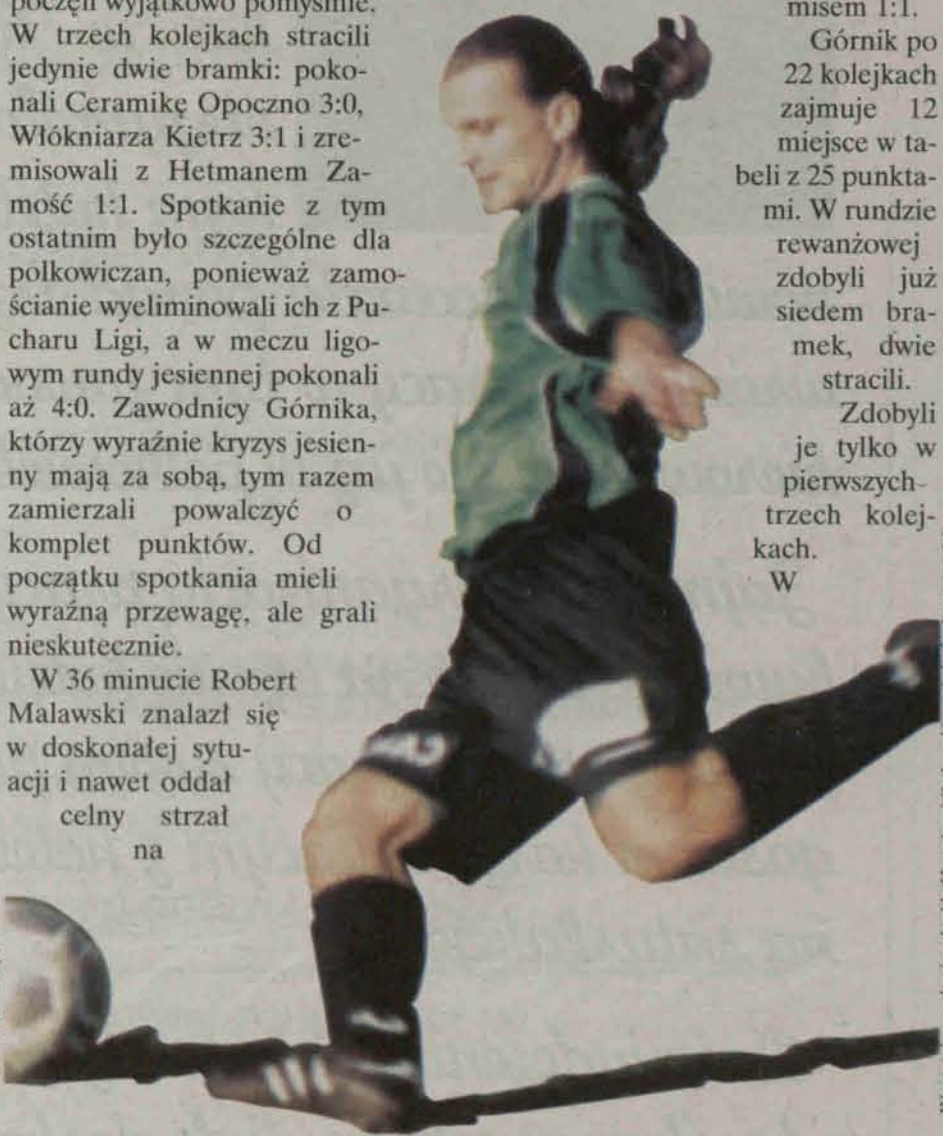 poczęli wyjątkowo pomyślnie.
W trzech kolejkach stracili
jedynie dwie bramki: poko-
nali Ceramikę Opoczno 3:0,
Włókniarza Kietrz 3:1 i zre-
misowali z Hetmanem Za-
mość 1:1. Spotkanie z tym
ostatnim było szczególne dla
polkowiczan, ponieważ zamo-
ścianie wyeliminowali ich z Pu-
charu Ligi, a w meczu ligo-
wym rundy jesiennej pokonali
aż 4:0. Zawodnicy Górnika,
którzy wyraźnie kryzys jesien-
ny mają za sobą, tym razem
zamierzali powalczyć o
komplet punktów. Od
początku spotkania mieli
wyraźną przewagę, ale grali
nieskutecznie.
W 36 minucie Robert
Malawski znalazł się
w doskonałej sytu-
acji i nawet oddał
celny strzał
na
misem 1:1.
Górnik po
22 kolejkach
zajmuje 12
miejsce w ta-
beli z 25 punkta-
mi. W rundzie
rewanżowej
zdobyli już
siedem bra-
mek, dwie
stracili.
Zdobyli
je tylko w
pierwszych
trzech kolej-
kach.
W